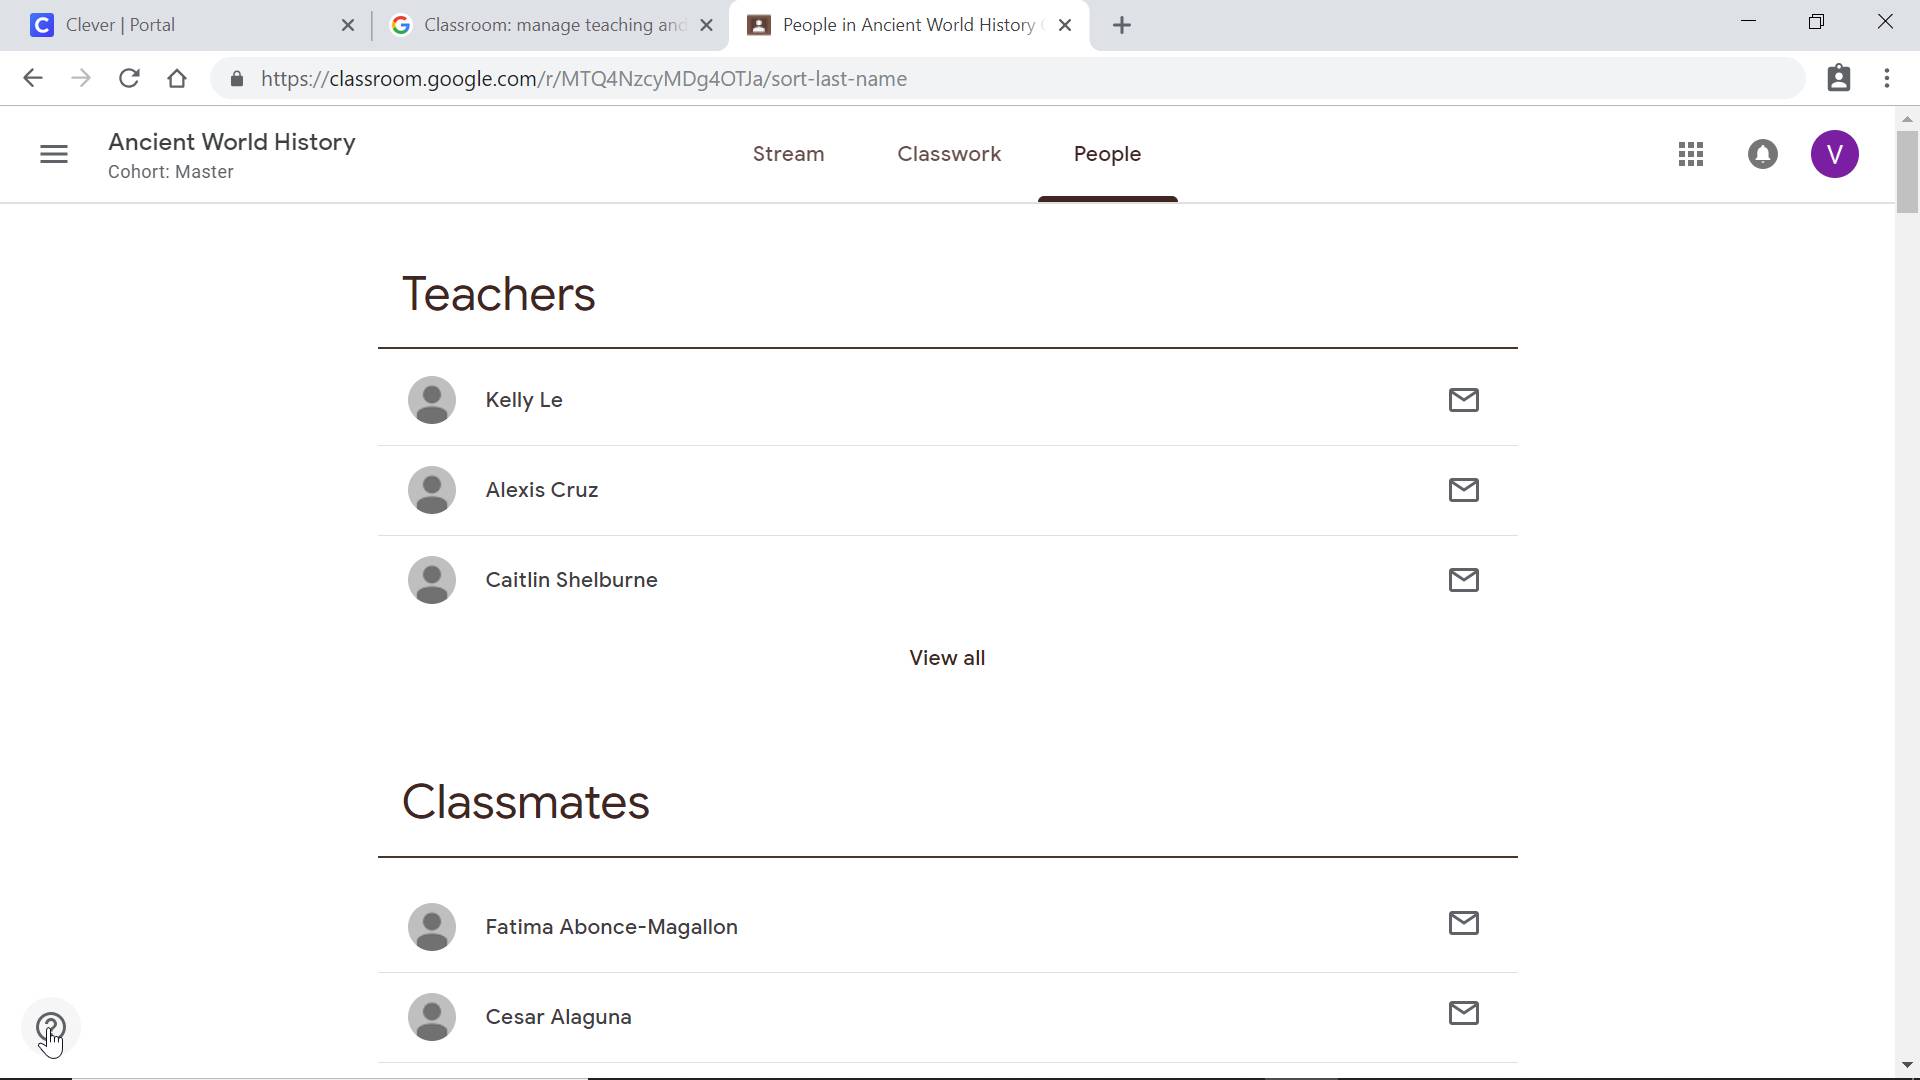 Clever | Portal
Classroom: manage teaching and
People in Ancient World History
https://classroom.google.com/r/MTQ4NzcyMDg4OTJa/sort-last-name
Ancient World History
Cohort: Master
Stream
Classwork
People
V
Teachers
Kelly Le
Alexis Cruz
Caitlin Shelburne
View all
Classmates
Fatima Abonce-Magallon
Cesar Alaguna